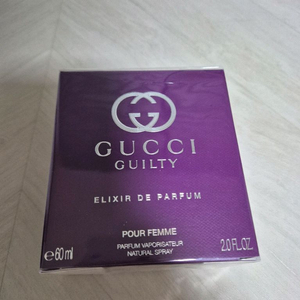 GUCCI
GUILTY
ELIXIR DE PARFUM
POUR FEMME
PARFUM VAPORISATEUR
NATURAL SPRAY
℮60 ml 2.0 FL.OZ.